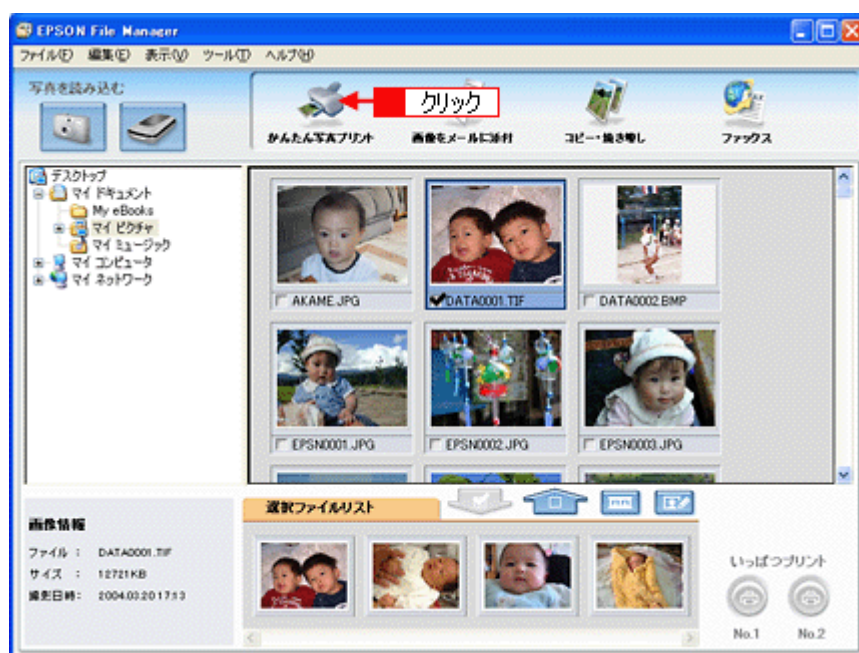 EPSON File Manager
ファイル(F) 編集(E) 表示(V) ツール(T) ヘルプ(H)
写真を読み込む
クリック
かんたん写真プリント 画像をメールに添付 コピー・焼き増し ファックス
デスクトップ
マイ ドキュメント
My eBooks
マイ ピクチャ
マイ ミュージック
マイ コンピュータ
マイ ネットワーク
AKAME.JPG DATA0001.TIF DATA0002.BMP
EPSN0001.JPG EPSN0002.JPG EPSN0003.JPG
選択ファイルリスト
画像情報
ファイル : DATA0001.TIF
サイズ : 12721KB
撮影日時: 2004.03.20 17:13
いっぱつプリント
No.1 No.2